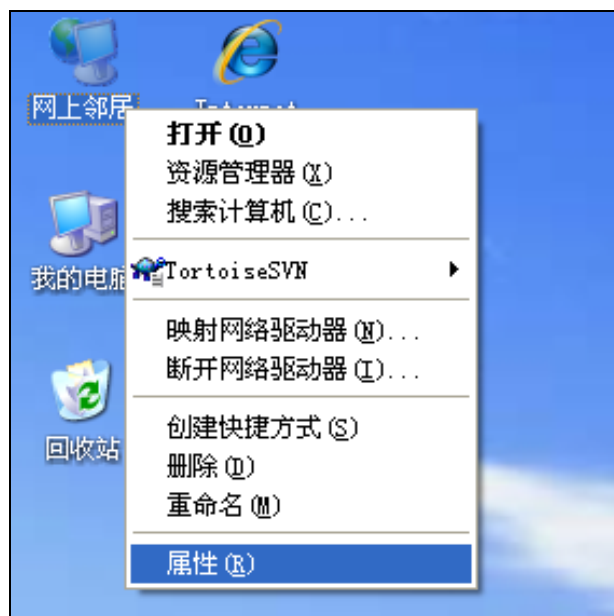 网上邻居
打开(O)
资源管理器(X)
搜索计算机(C)...
我的电脑
TortoiseSVN
映射网络驱动器(N)...
断开网络驱动器(I)...
创建快捷方式(S)
回收站
删除(D)
重命名(M)
属性(R)